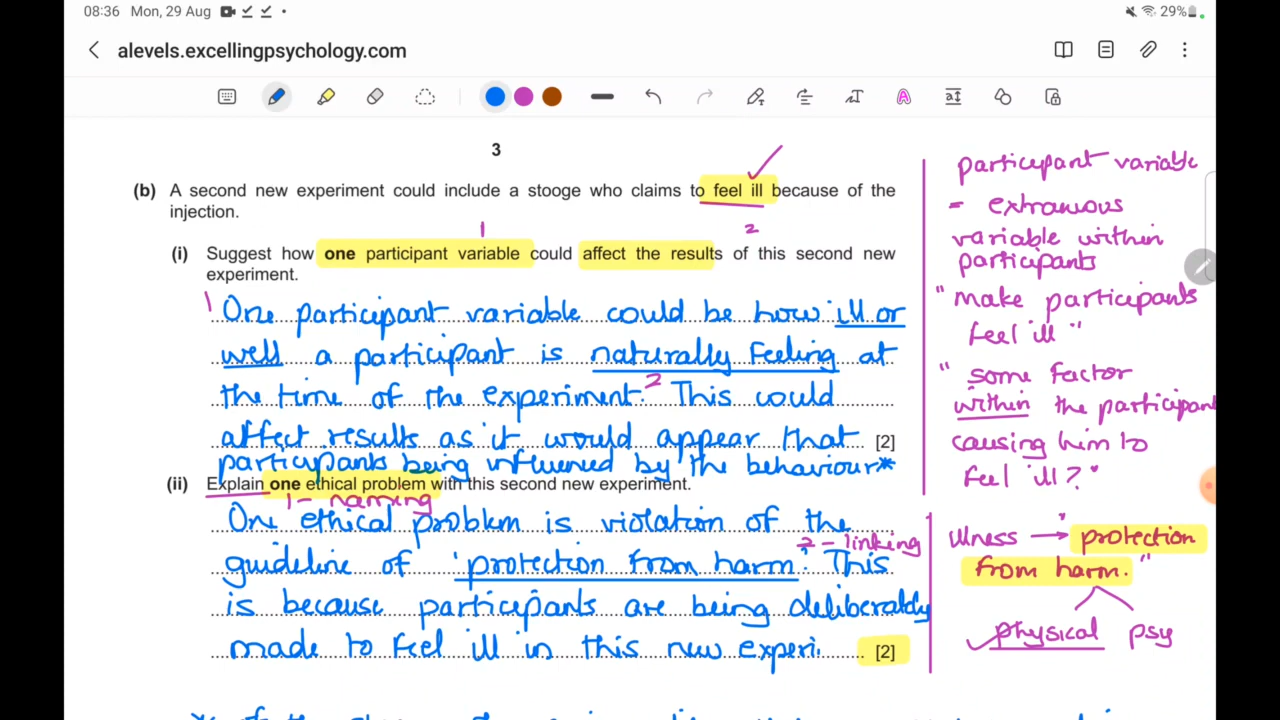 08:36 Mon, 29 Aug
29%
alevels.excellingpsychology.com
3
(b) A second new experiment could include a stooge who claims to feel ill because of the
injection.
1
2
(i) Suggest how one participant variable could affect the results of this second new
experiment.
1 One participant variable could be how ill or
well a participant is naturally feeling at
the time of the experiment. 2 This could
affect results as it would appear that [2]
participants being influenced by the behaviour*
(ii) Explain one ethical problem with this second new experiment.
1 - naming
One ethical problem is violation of the
2 - linking
guideline of 'protection from harm'. This
is because participants are being deliberately
made to feel ill in this new experi. [2]
participant variable
= extraneous
variable within
participants
"make participants
feel ill"
"some factor
within the participant
causing him to
feel ill?"
illness → "protection
from harm."
physical psy